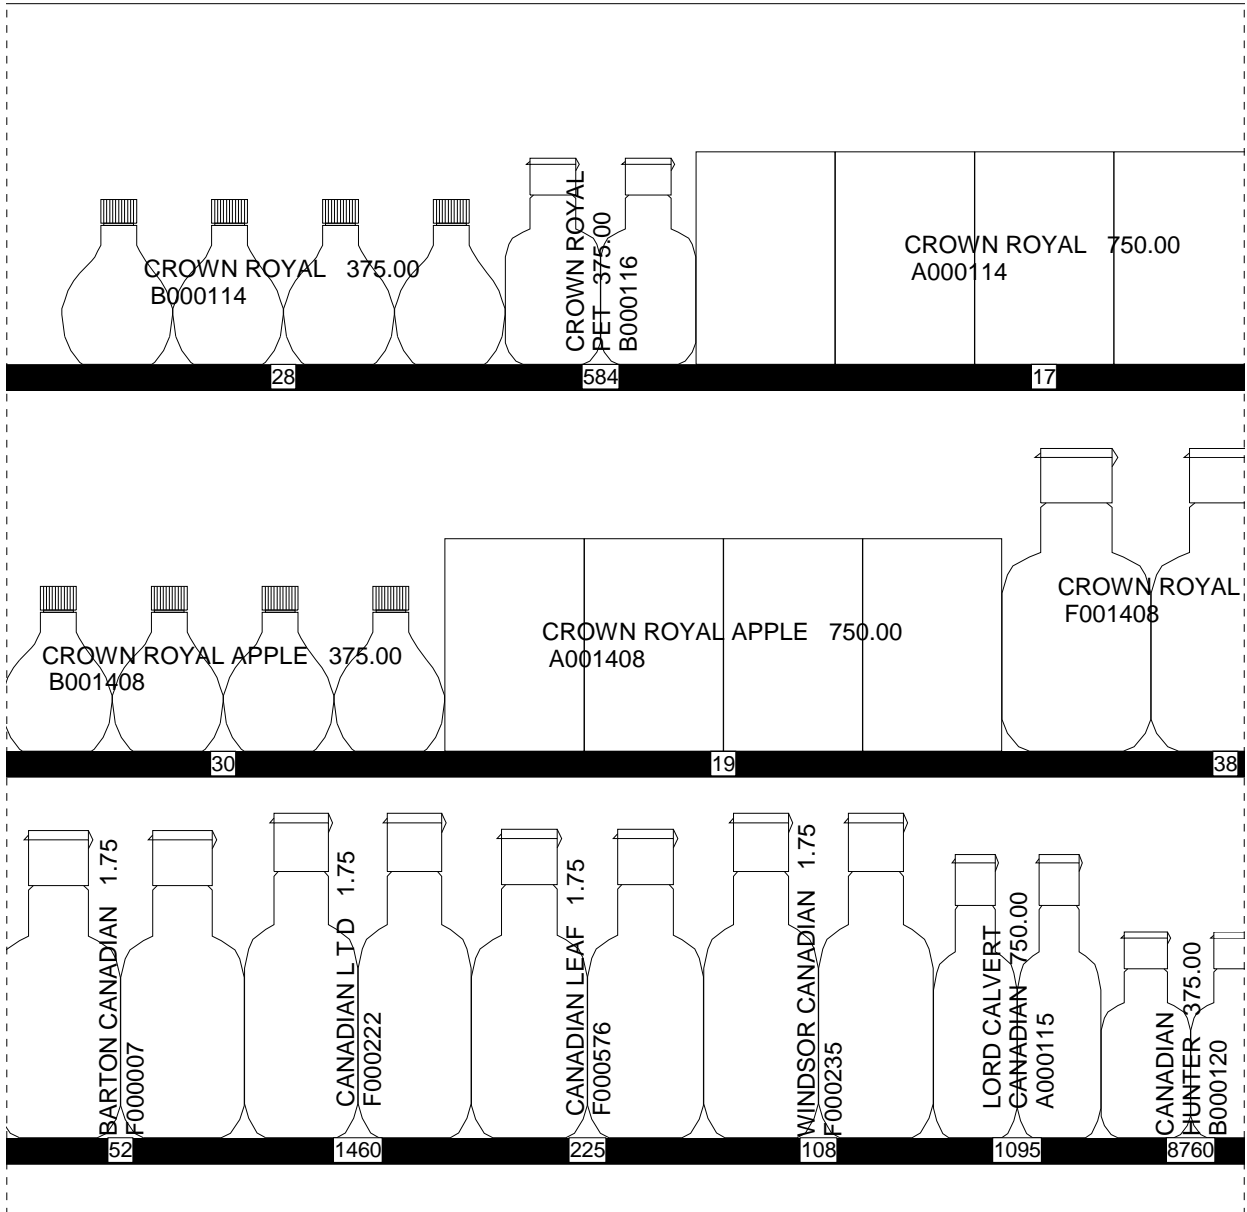 CROWN ROYAL 375.00
B000114
CROWN ROYAL
PET 375.00
B000116
CROWN ROYAL 750.00
A000114
28
584
17
CROWN ROYAL APPLE 375.00
B001408
CROWN ROYAL APPLE 750.00
A001408
CROWN ROYAL
F001408
30
19
38
BARTON CANADIAN 1.75
F000007
CANADIAN L T D 1.75
F000222
CANADIAN LEAF 1.75
F000576
WINDSOR CANADIAN 1.75
F000235
LORD CALVERT
CANADIAN 750.00
A000115
CANADIAN
HUNTER 375.00
B000120
52
1460
225
108
1095
8760